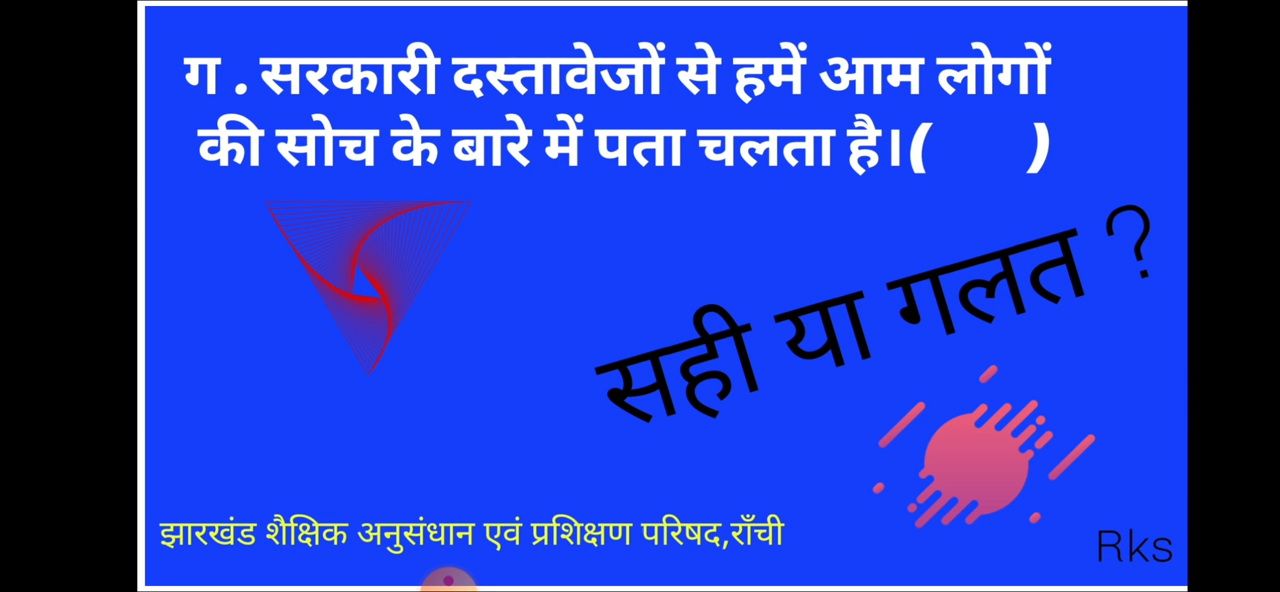 ग . सरकारी दस्तावेजों से हमें आम लोगों
की सोच के बारे में पता चलता है।(      )
सही या गलत ?
झारखंड शैक्षिक अनुसंधान एवं प्रशिक्षण परिषद,राँची
Rks